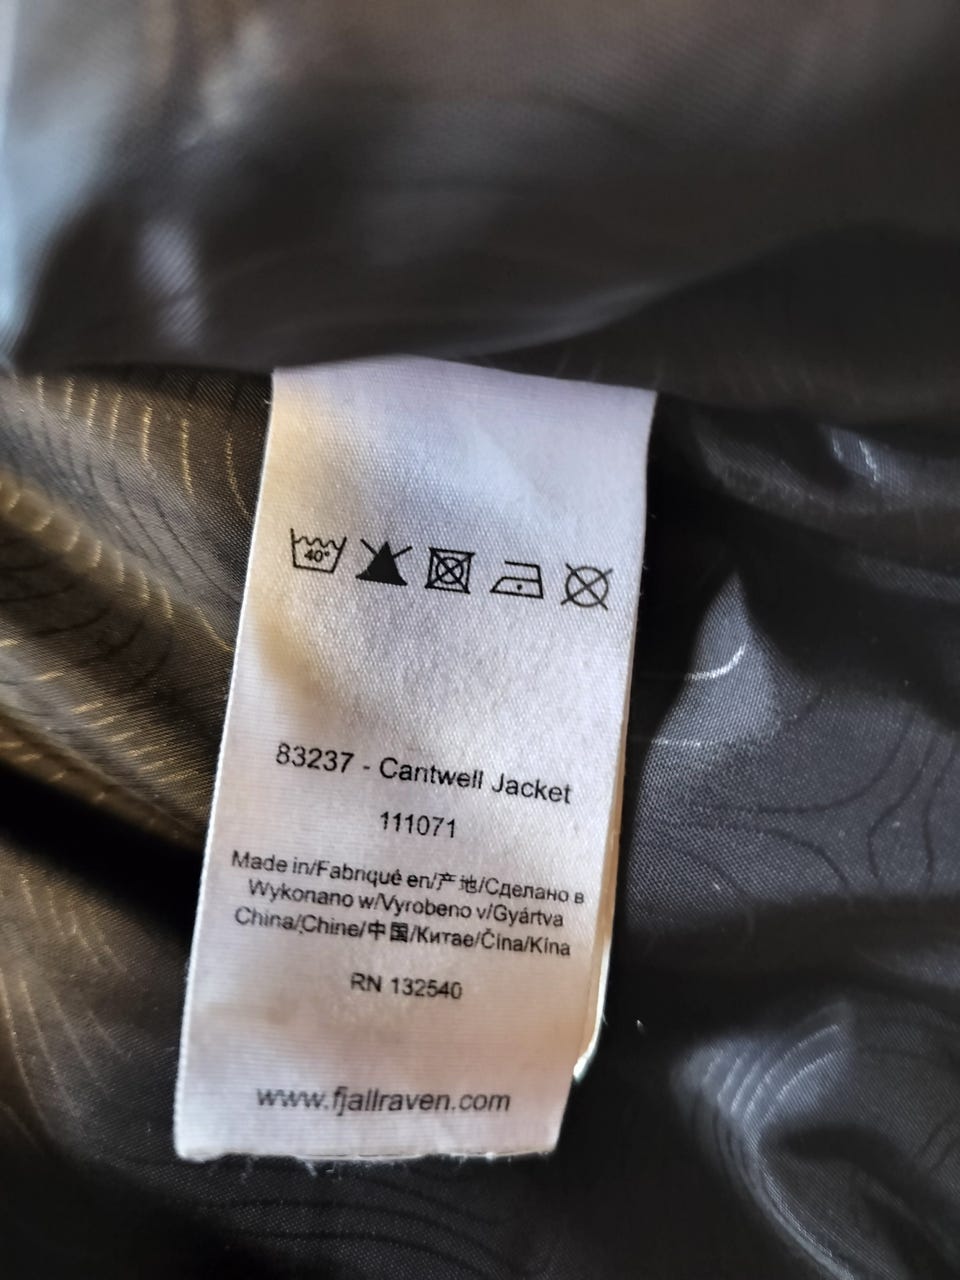 40°
83237 - Cantwell Jacket
111071
Made in/Fabriqué en/产地/Сделано в
Wykonano w/Vyrobeno v/Gyártva
China/Chine/中国/Китае/Čína/Kína
RN 132540
www.fjallraven.com